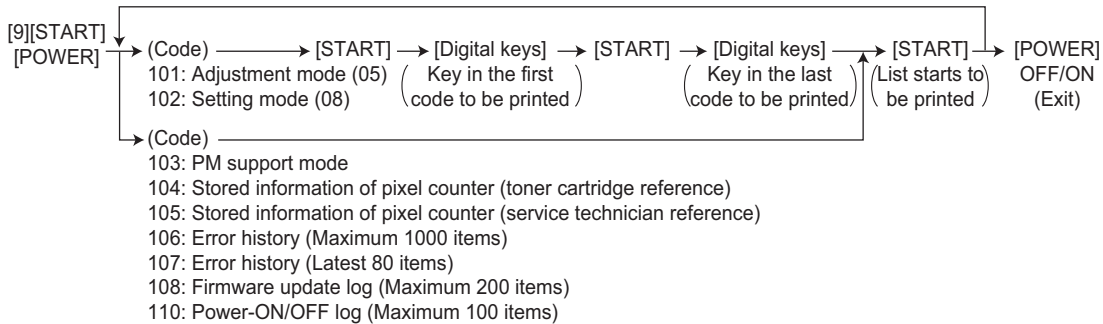 [9][START]
[POWER]
(Code)
[START]
[Digital keys]
[START]
[Digital keys]
[START]
[POWER]
101: Adjustment mode (05)
Key in the first
Key in the last
List starts to
OFF/ON
102: Setting mode (08)
code to be printed
code to be printed
be printed
(Exit)
(Code)
103: PM support mode
104: Stored information of pixel counter (toner cartridge reference)
105: Stored information of pixel counter (service technician reference)
106: Error history (Maximum 1000 items)
107: Error history (Latest 80 items)
108: Firmware update log (Maximum 200 items)
110: Power-ON/OFF log (Maximum 100 items)